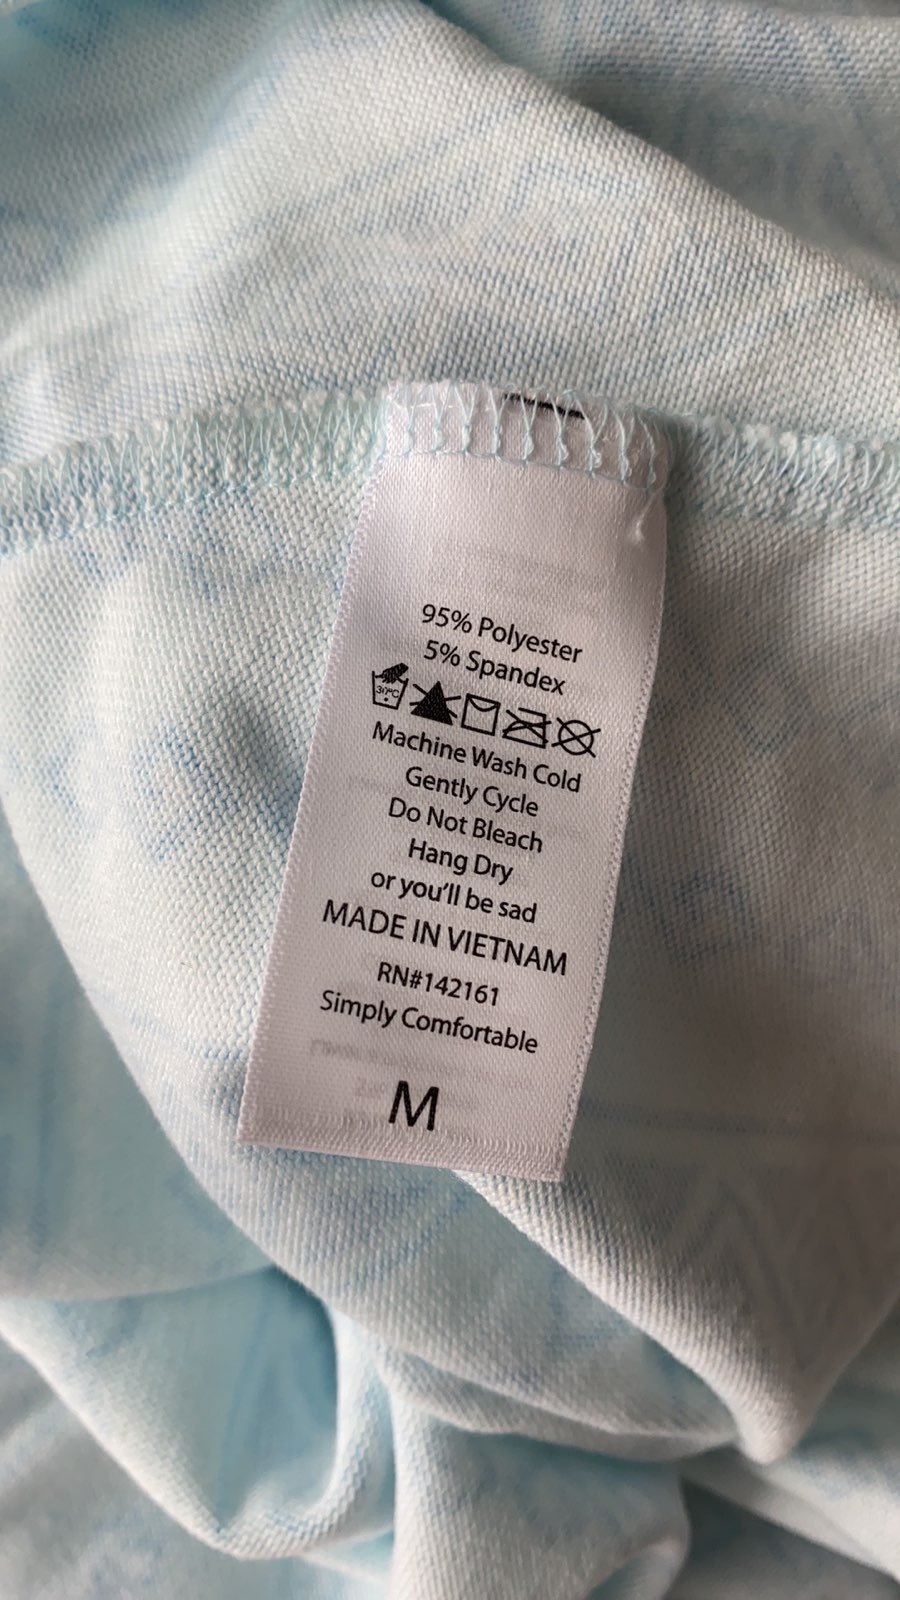 95% Polyester
5% Spandex
30°C
Machine Wash Cold
Gently Cycle
Do Not Bleach
Hang Dry
or you'll be sad
MADE IN VIETNAM
RN#142161
Simply Comfortable
M